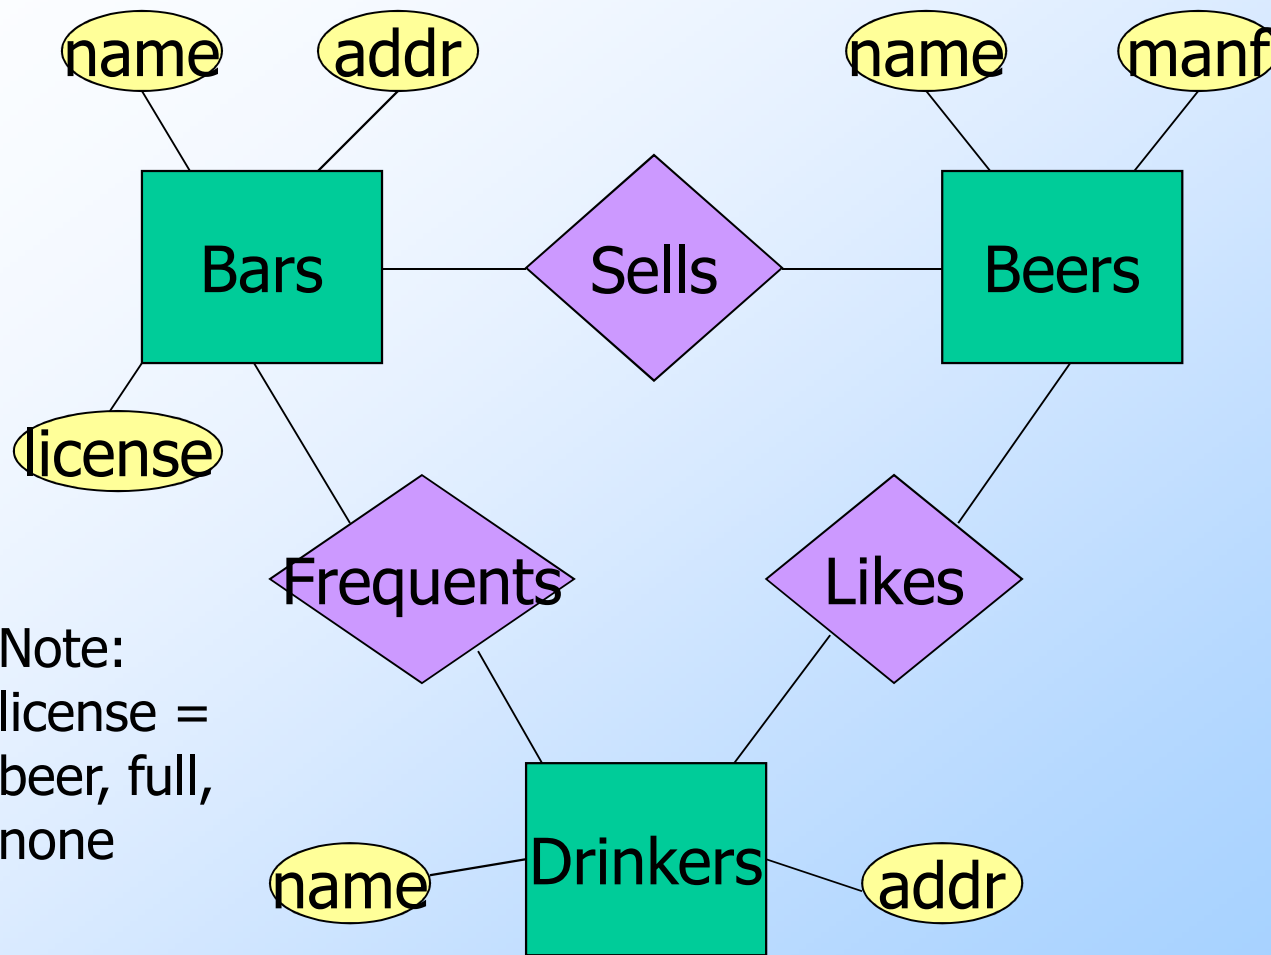 name
addr
name
manf
Bars
Sells
Beers
license
Frequents
Likes
Note:
license =
beer, full,
none
name
Drinkers
addr